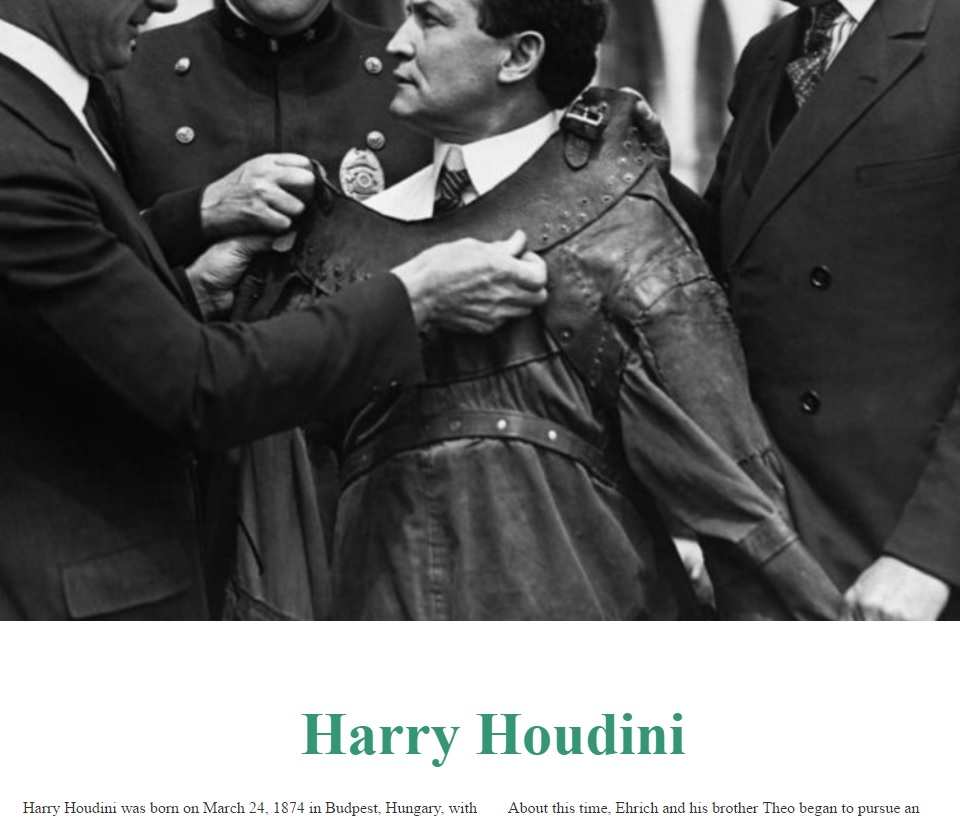 Harry Houdini
Harry Houdini was born on March 24, 1874 in Budpest, Hungary, with
About this time, Ehrich and his brother Theo began to pursue an